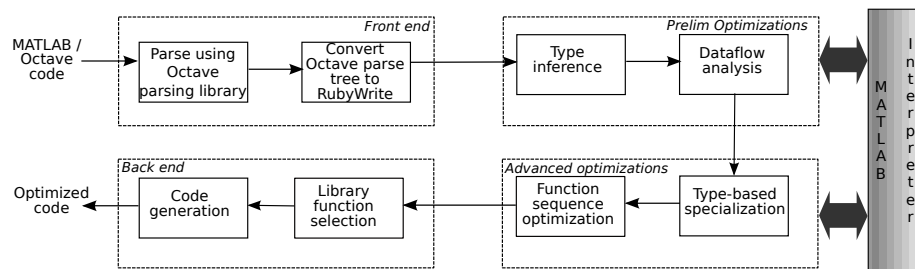 Front end
Prelim Optimizations
MATLAB /
Octave
code
Parse using
Octave
parsing library
Convert
Octave parse
tree to
RubyWrite
Type
inference
Dataflow
analysis
MATLAB
Interpreter
Back end
Advanced optimizations
Optimized
code
Code
generation
Library
function
selection
Function
sequence
optimization
Type-based
specialization